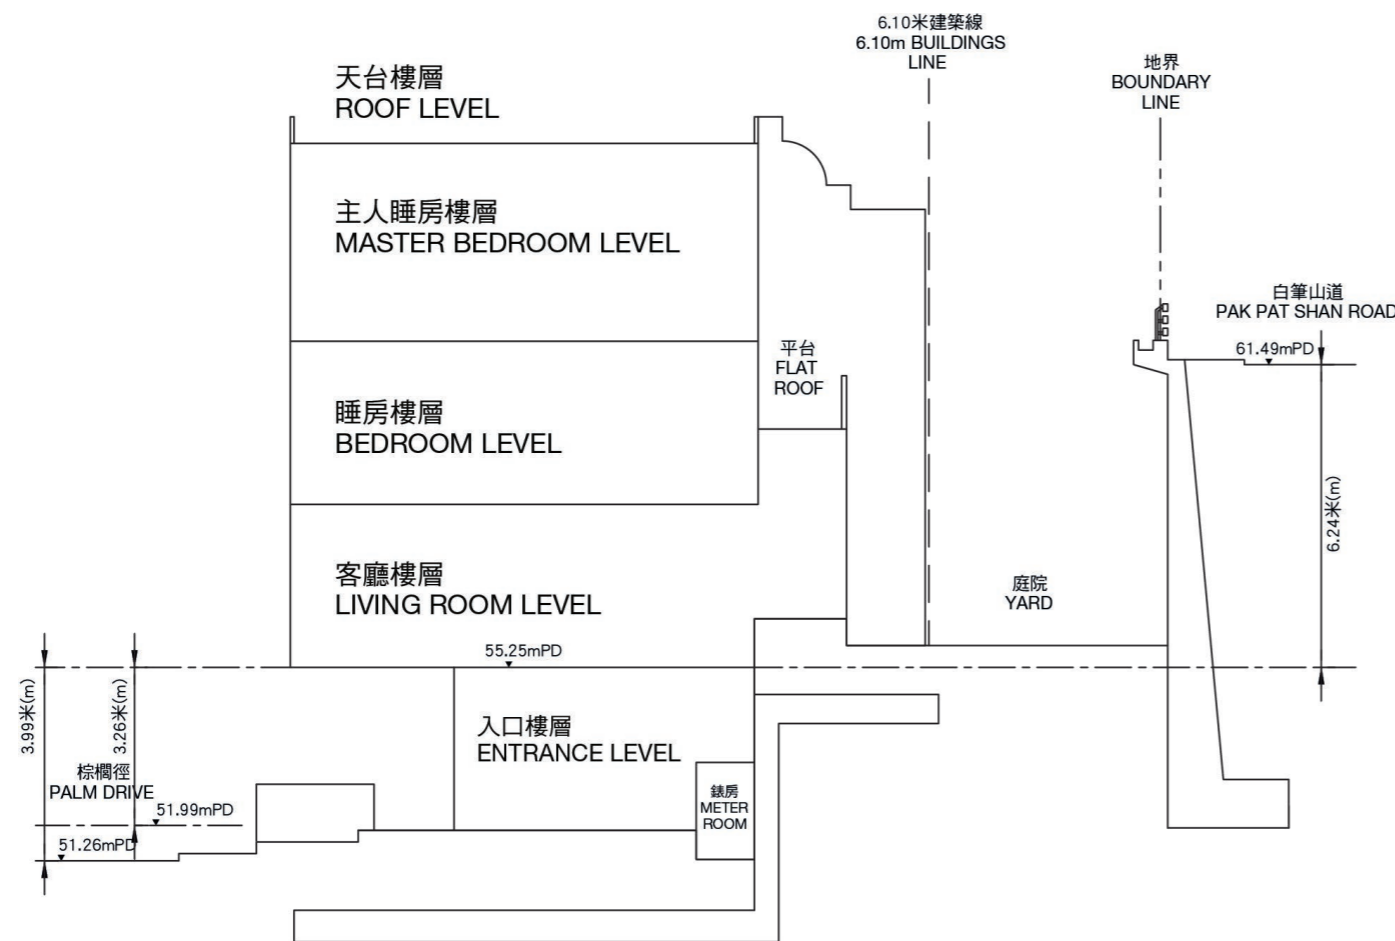 6.10米建築線
6.10m BUILDINGS
LINE
地界
BOUNDARY
LINE
天台樓層
ROOF LEVEL
主人睡房樓層
MASTER BEDROOM LEVEL
白筆山道
PAK PAT SHAN ROAD
61.49mPD
平台
FLAT
ROOF
睡房樓層
BEDROOM LEVEL
6.24米(m)
客廳樓層
LIVING ROOM LEVEL
庭院
YARD
55.25mPD
3.99米(m)
3.26米(m)
入口樓層
ENTRANCE LEVEL
棕櫚徑
PALM DRIVE
51.99mPD
51.26mPD
錶房
METER
ROOM